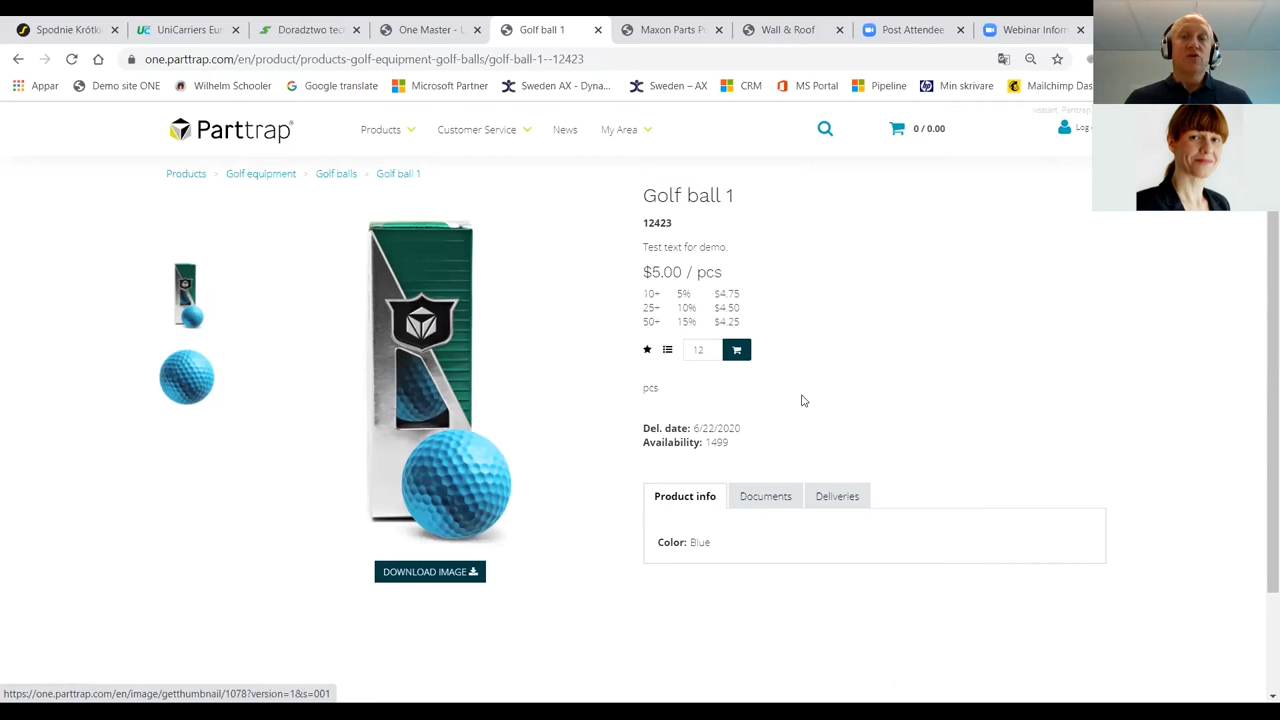 Spodnie Krótki
UniCarriers Eur
Doradztwo tech
One Master - L
Golf ball 1
Maxon Parts Po
Wall & Roof
Post Attendee
Webinar Inform
one.parttrap.com/en/product/products-golf-equipment-golf-balls/golf-ball-1--12423
Appar
Demo site ONE
Wilhelm Schooler
Google translate
Microsoft Partner
Sweden AX - Dyna...
Sweden – AX
CRM
MS Portal
Pipeline
Min skrivare
Mailchimp Das
Parttrap
Products
Customer Service
News
My Area
0 / 0.00
Log
Products > Golf equipment > Golf balls > Golf ball 1
Golf ball 1
12423
Test text for demo.
$5.00 / pcs
10+ 5% $4.75
25+ 10% $4.50
50+ 15% $4.25
12
pcs
Del. date: 6/22/2020
Availability: 1499
Product info
Documents
Deliveries
Color: Blue
DOWNLOAD IMAGE
https://one.parttrap.com/en/image/getthumbnail/1078?version=1&s=001